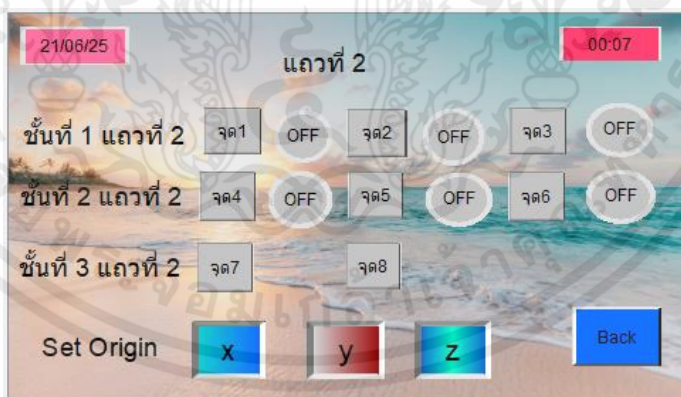 21/06/25 00:07
แถวที่ 2
ชั้นที่ 1 แถวที่ 2 จุด1 OFF จุด2 OFF จุด3 OFF
ชั้นที่ 2 แถวที่ 2 จุด4 OFF จุด5 OFF จุด6 OFF
ชั้นที่ 3 แถวที่ 2 จุด7 จุด8
Set Origin x y z Back